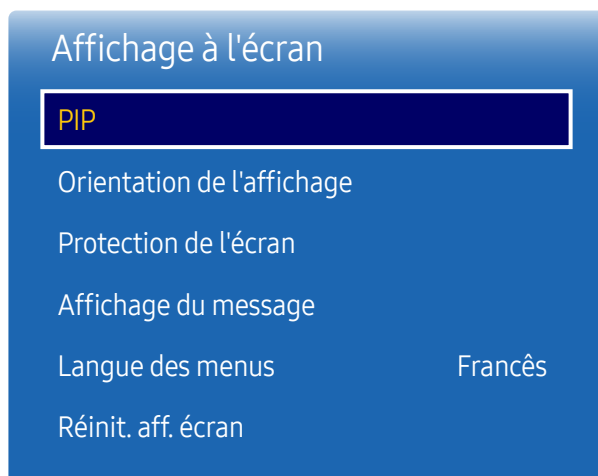 Affichage à l'écran
PIP
Orientation de l'affichage
Protection de l'écran
Affichage du message
Langue des menus Francês
Réinit. aff. écran